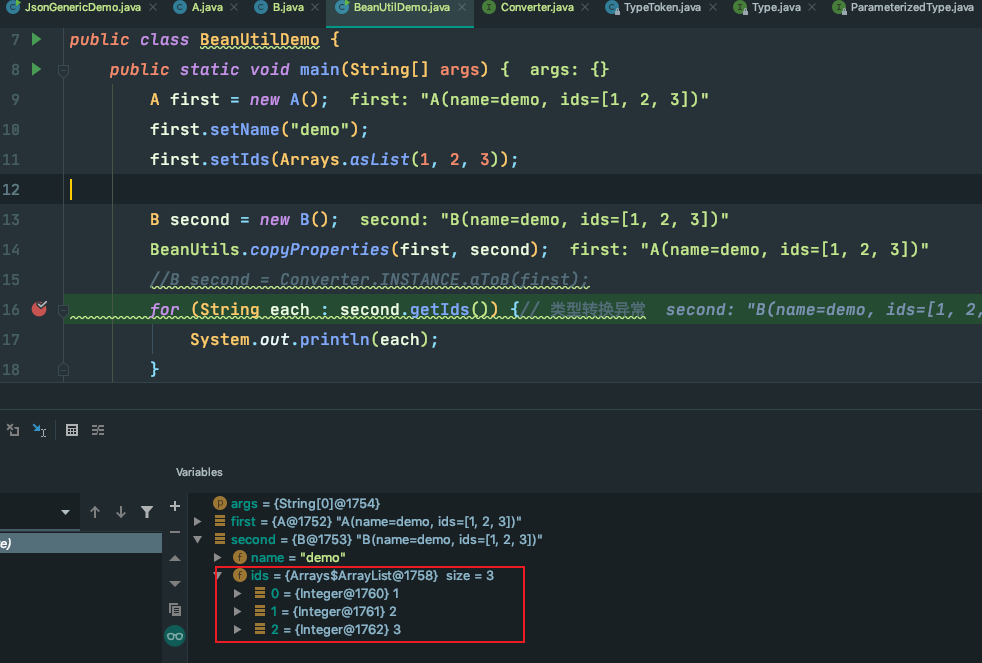 JsonGenericDemo.java A.java B.java BeanUtilDemo.java Converter.java TypeToken.java Type.java ParameterizedType.java
7 public class BeanUtilDemo {
8 public static void main(String[] args) { args: {}
9 A first = new A(); first: "A(name=demo, ids=[1, 2, 3])"
10 first.setName("demo");
11 first.setIds(Arrays.asList(1, 2, 3));
12
13 B second = new B(); second: "B(name=demo, ids=[1, 2, 3])"
14 BeanUtils.copyProperties(first, second); first: "A(name=demo, ids=[1, 2, 3])"
15 //B second = Converter.INSTANCE.aToB(first);
16 for (String each : second.getIds()) {// 类型转换异常 second: "B(name=demo, ids=[1, 2,
17 System.out.println(each);
18 }
Variables
p args = {String[0]@1754}
first = {A@1752} "A(name=demo, ids=[1, 2, 3])"
second = {B@1753} "B(name=demo, ids=[1, 2, 3])"
f name = "demo"
f ids = {Arrays$ArrayList@1758} size = 3
0 = {Integer@1760} 1
1 = {Integer@1761} 2
2 = {Integer@1762} 3